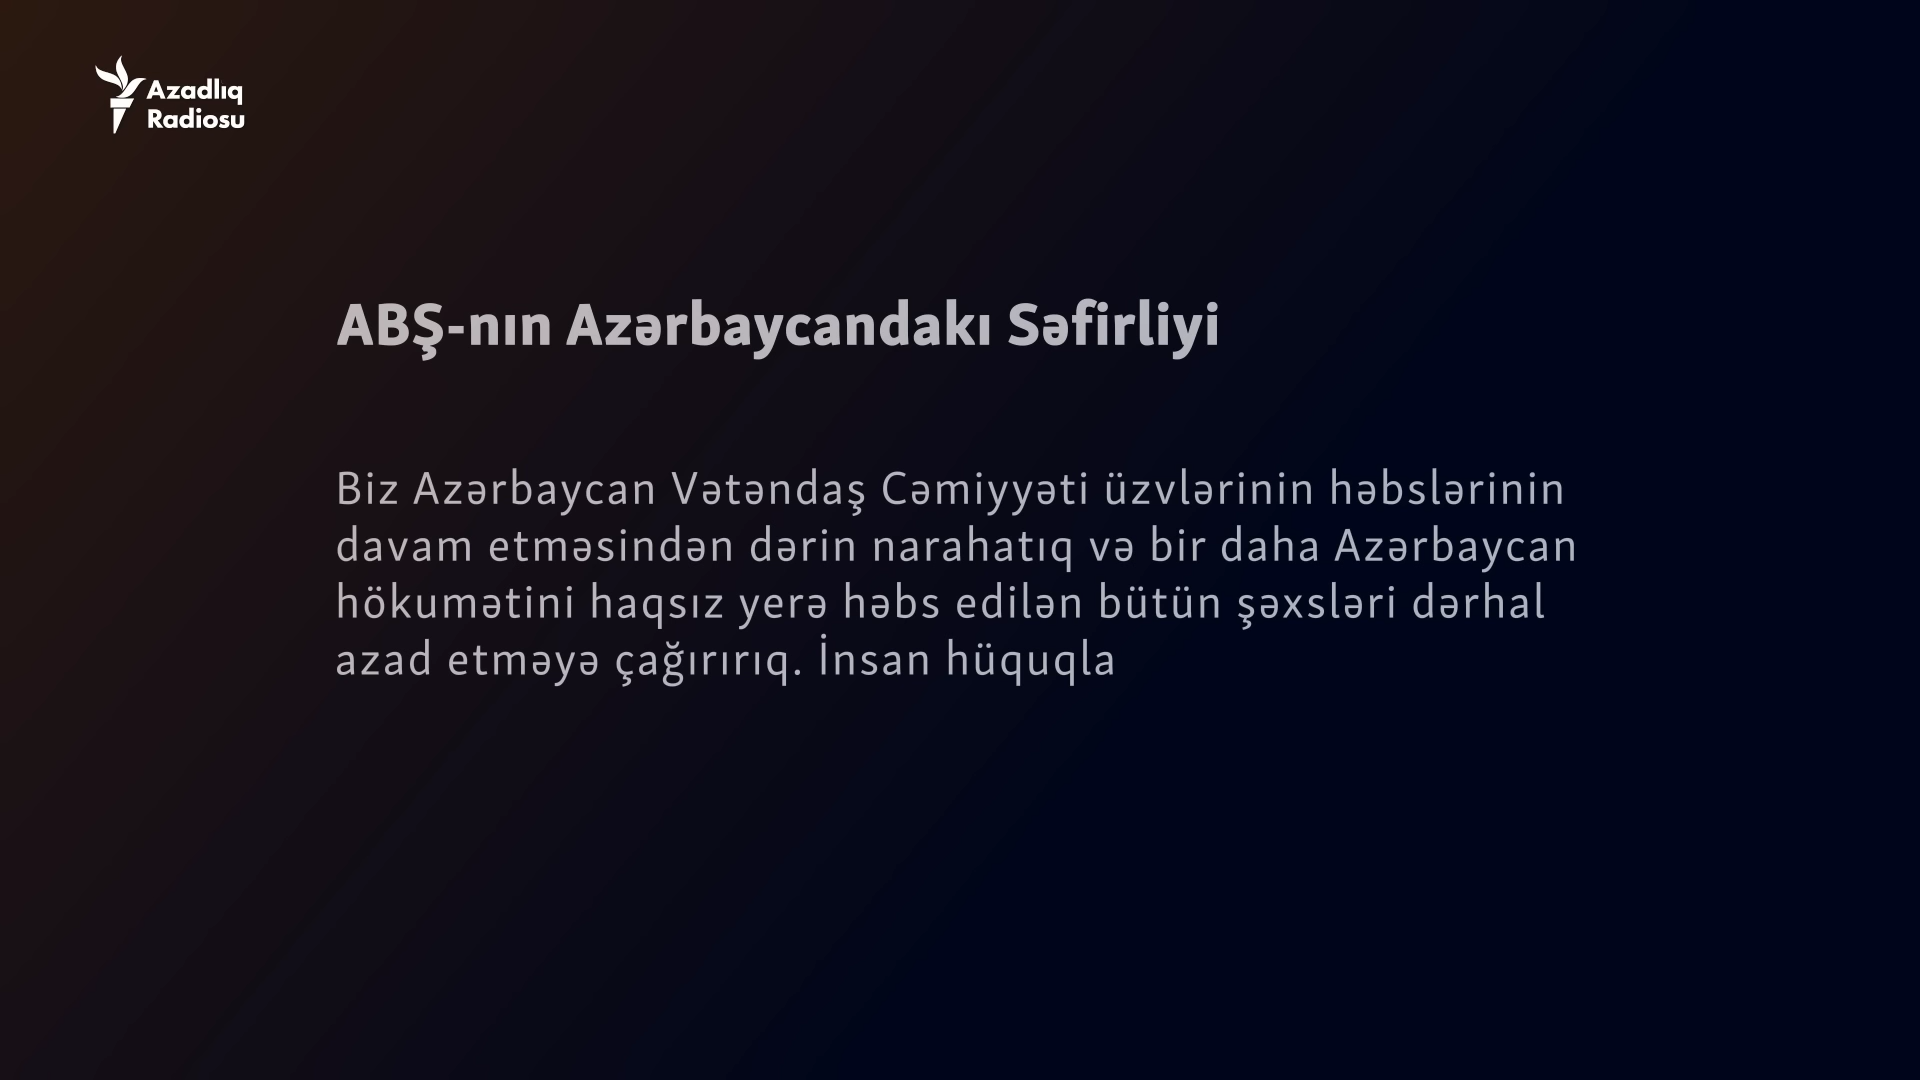 Azadlıq
Radiosu
ABŞ-nın Azərbaycandakı Səfirliyi
Biz Azərbaycan Vətəndaş Cəmiyyəti üzvlərinin həbslərinin
davam etməsindən dərin narahatıq və bir daha Azərbaycan
hökumətini haqsız yerə həbs edilən bütün şəxsləri dərhal
azad etməyə çağırırıq. İnsan hüquqla